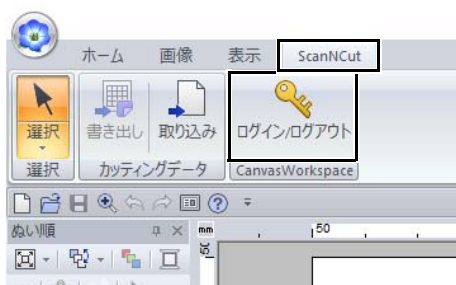 ホーム 画像 表示 ScanNCut
選択 書き出し 取り込み ログイン/ログアウト
選択 カッティングデータ CanvasWorkspace
ぬい順 mm 50
50